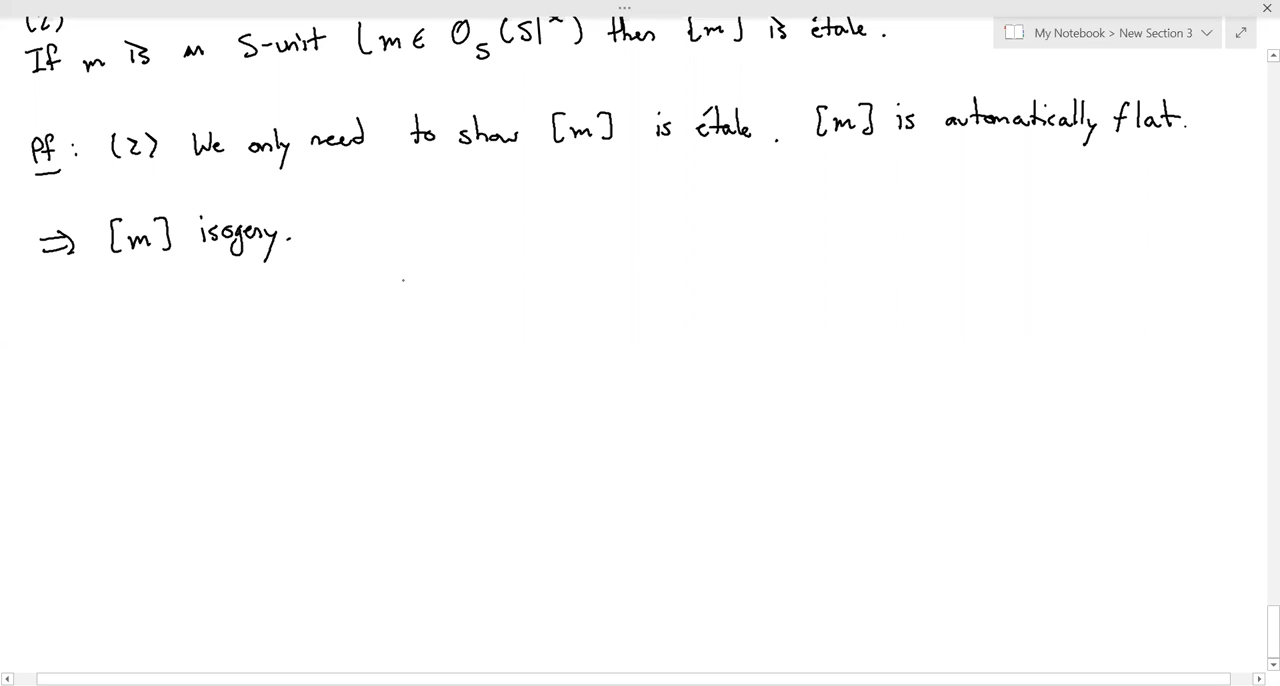 (2)
My Notebook > New Section 3
If m is an S-unit (m ∈ O_S(S)^×) then [m] is étale.
Pf: (2) We only need to show [m] is étale. [m] is automatically flat.
⇒ [m] isogeny.